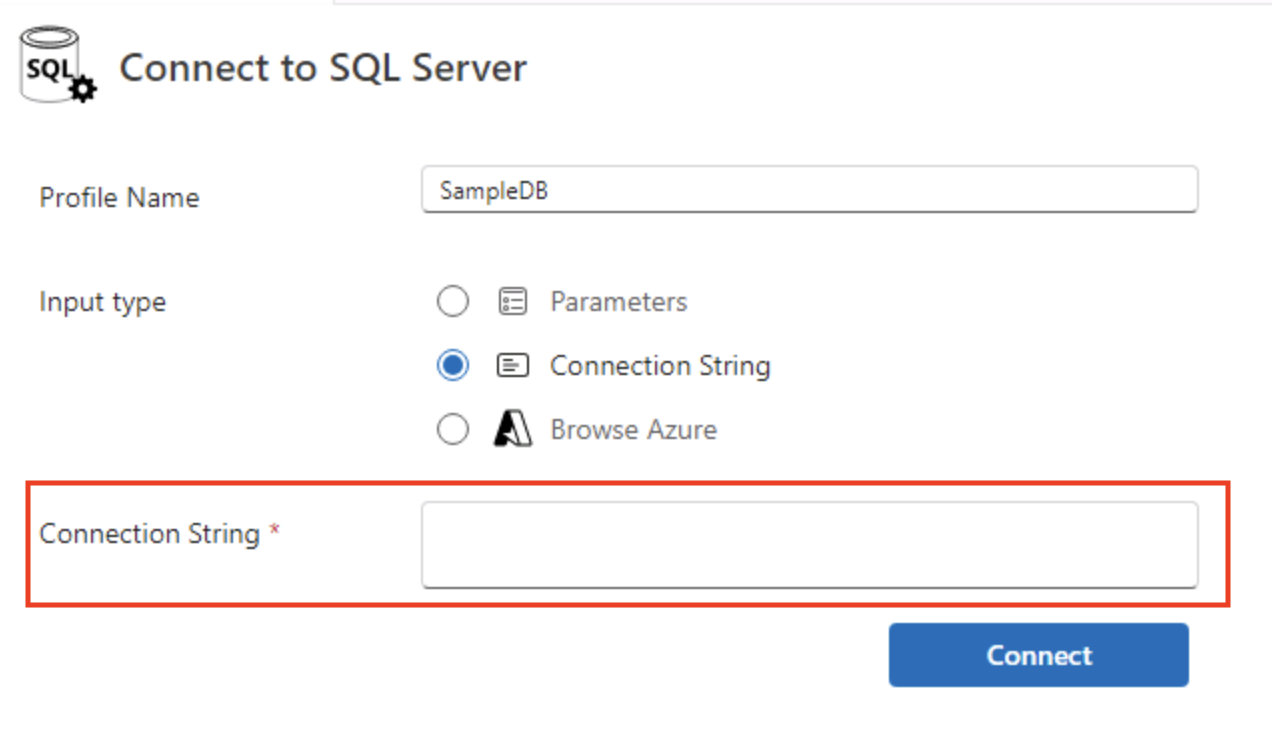 SQL
Connect to SQL Server
Profile Name
SampleDB
Input type
Parameters
Connection String
Browse Azure
Connection String *
Connect